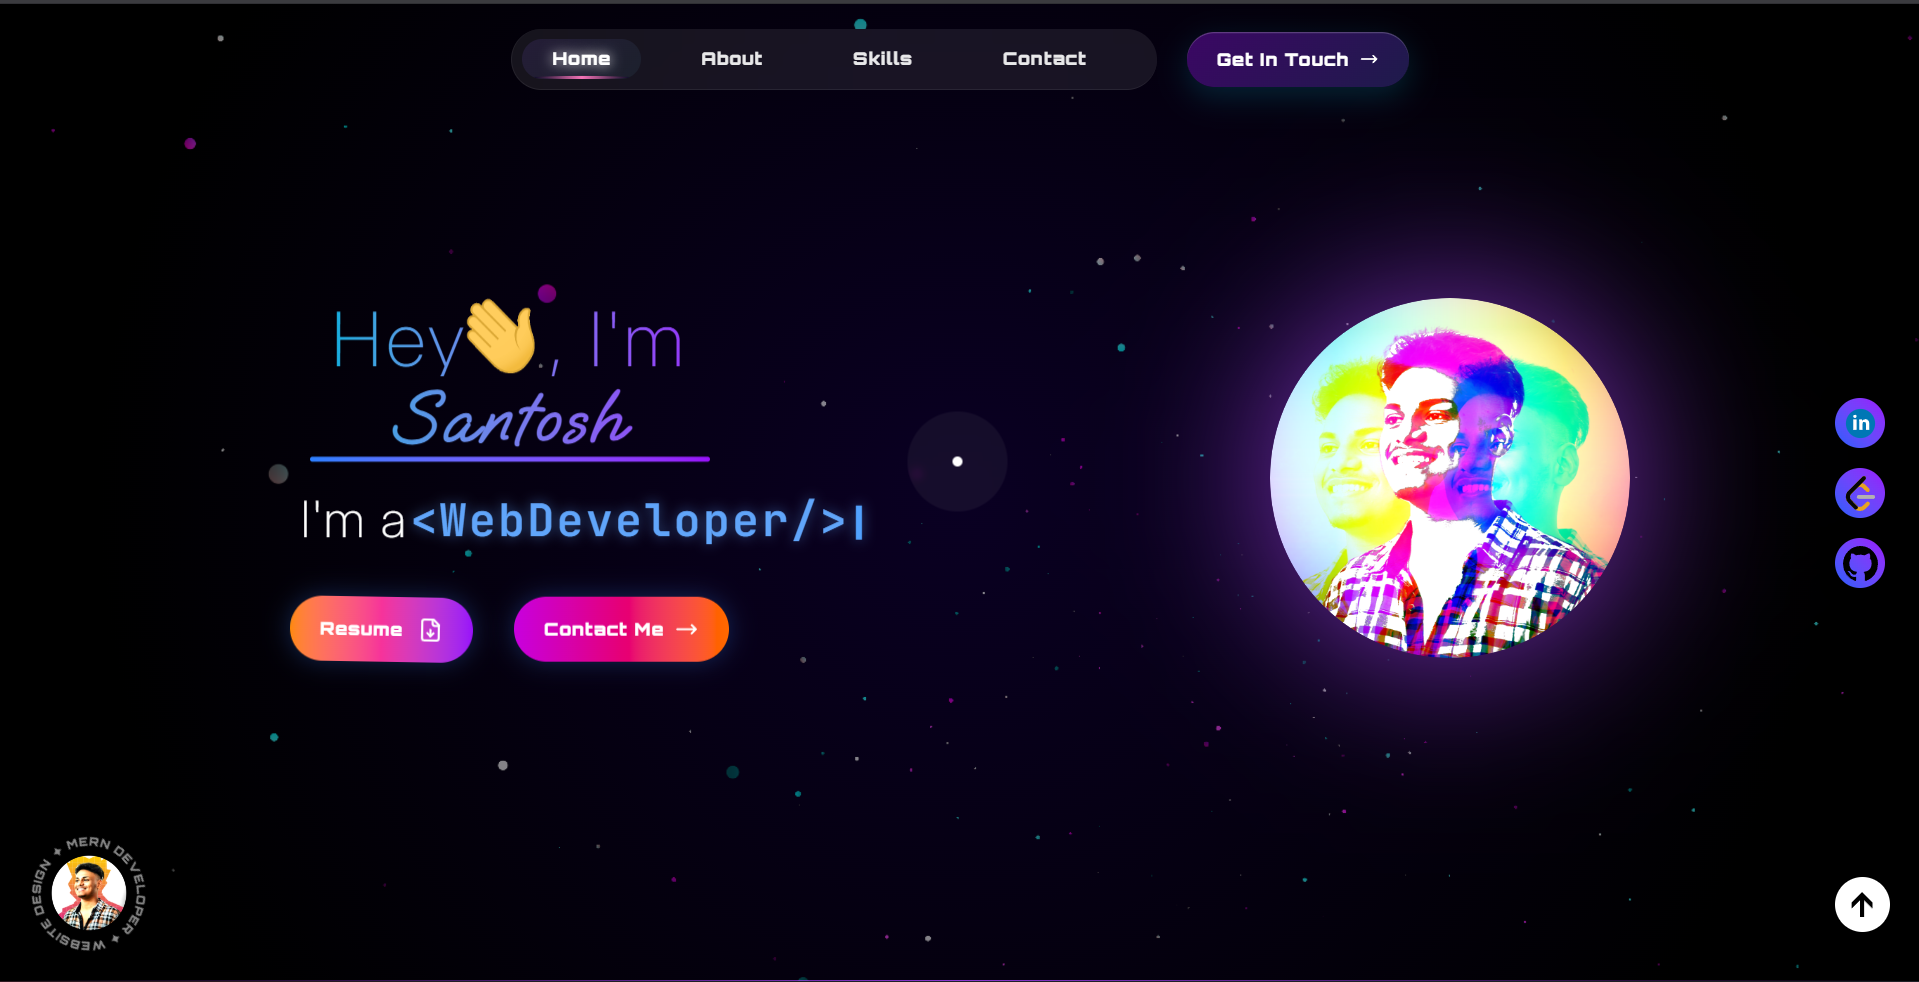 Home About Skills Contact Get In Touch →
Hey👋, I'm
Santosh
I'm a <WebDeveloper/>
Resume Contact Me →
in
MERN DEVELOPER ✦ WEBSITE DESIGN ✦